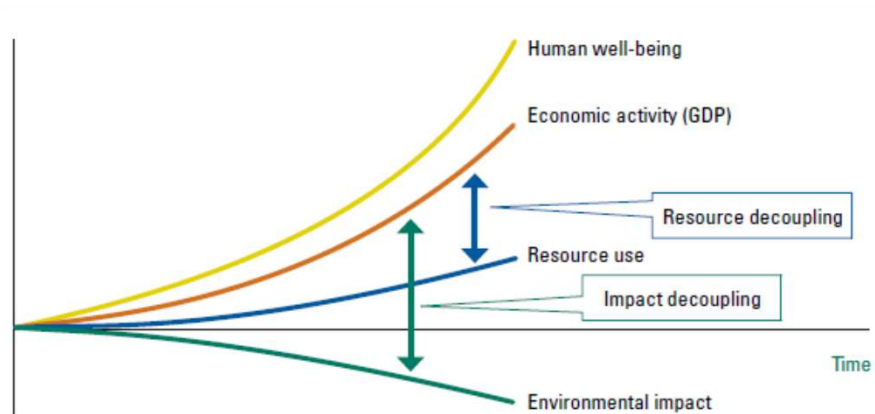 Human well-being
Economic activity (GDP)
Resource decoupling
Resource use
Impact decoupling
Time
Environmental impact